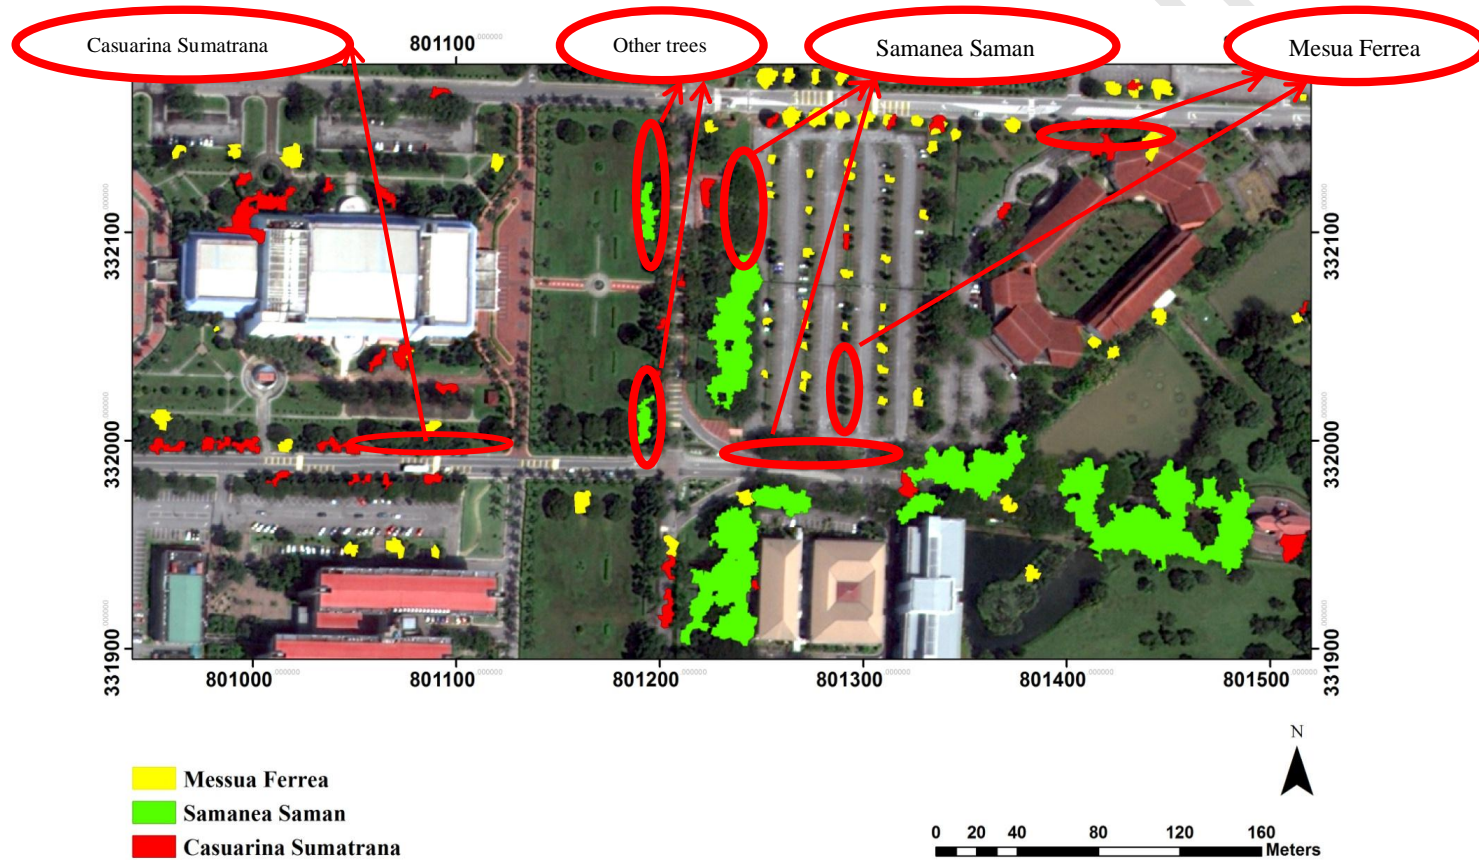 Casuarina Sumatrana
Other trees
Samanea Saman
Mesua Ferrea
801100
332100
332000
331900
332100
332000
331900
801000
801100
801200
801300
801400
801500
N
Messua Ferrea
Samanea Saman
Casuarina Sumatrana
0 20 40 80 120 160
Meters